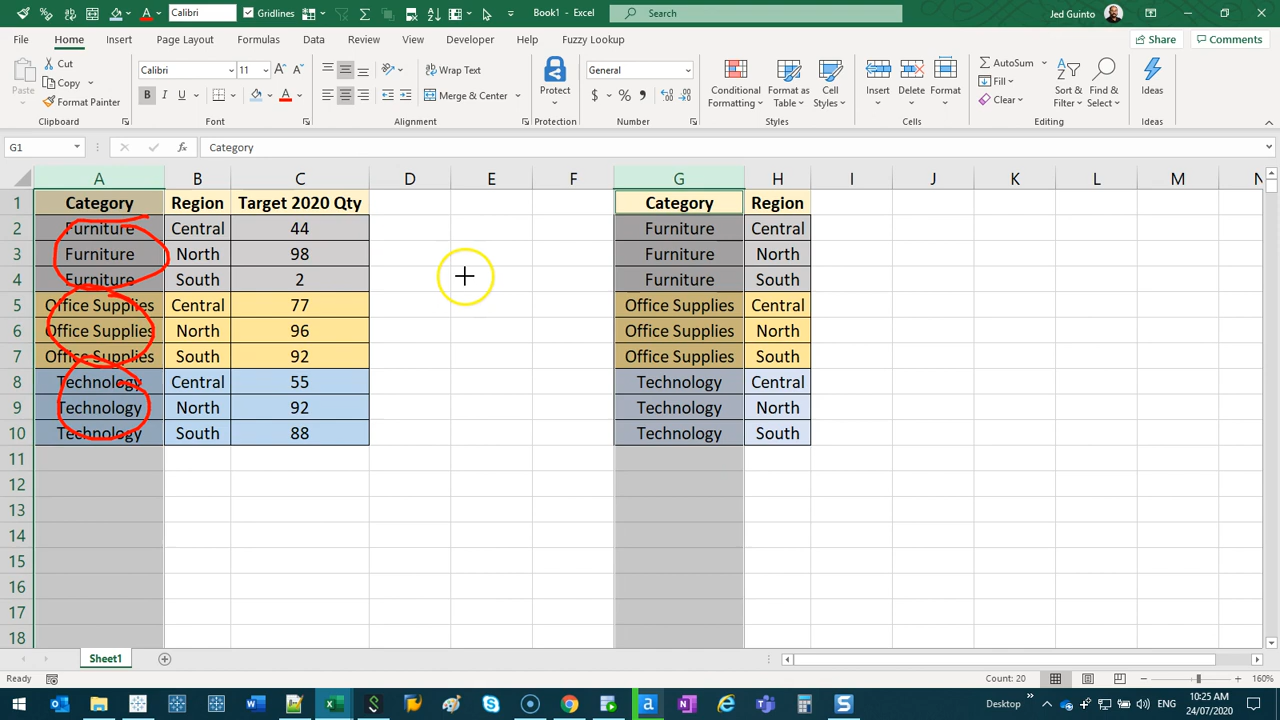 Calibri
Gridlines
Book1 - Excel
Search
Jed Guinto
File
Home
Insert
Page Layout
Formulas
Data
Review
View
Developer
Help
Fuzzy Lookup
Share
Comments
Paste
Cut
Copy
Format Painter
Clipboard
Calibri
11
B I U
Font
Wrap Text
Merge & Center
Alignment
Protect
Protection
General
$ % ,
Number
Conditional Formatting
Format as Table
Cell Styles
Styles
Insert
Delete
Format
Cells
AutoSum
Fill
Clear
Sort & Filter
Find & Select
Editing
Ideas
Ideas
G1
fx
Category
A B C D E F G H I J K L M N
1 Category Region Target 2020 Qty Category Region
2 Furniture Central 44 Furniture Central
3 Furniture North 98 Furniture North
4 Furniture South 2 Furniture South
5 Office Supplies Central 77 Office Supplies Central
6 Office Supplies North 96 Office Supplies North
7 Office Supplies South 92 Office Supplies South
8 Technology Central 55 Technology Central
9 Technology North 92 Technology North
10 Technology South 88 Technology South
11
12
13
14
15
16
17
18
Sheet1
Ready
Count: 20
160%
Desktop
10:25 AM
24/07/2020